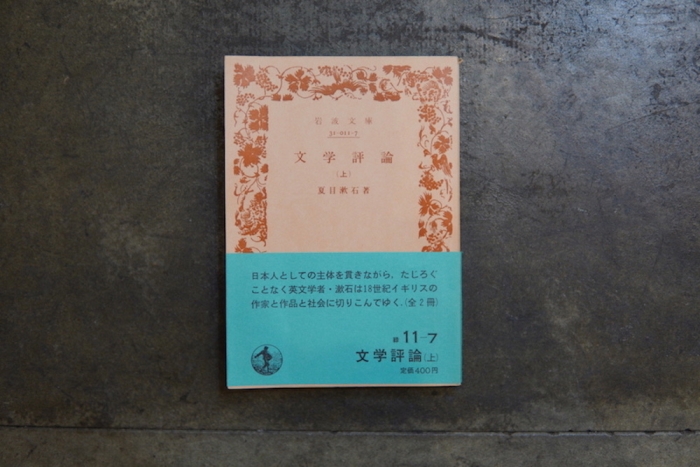 岩波文庫
31-011-7
文学評論
(上)
夏目漱石著
日本人としての主体を貫きながら,たじろぐ
ことなく英文学者・漱石は18世紀イギリスの
作家と作品と社会に切りこんでゆく.(全2冊)
緑 11-7
文学評論(上)
定価400円